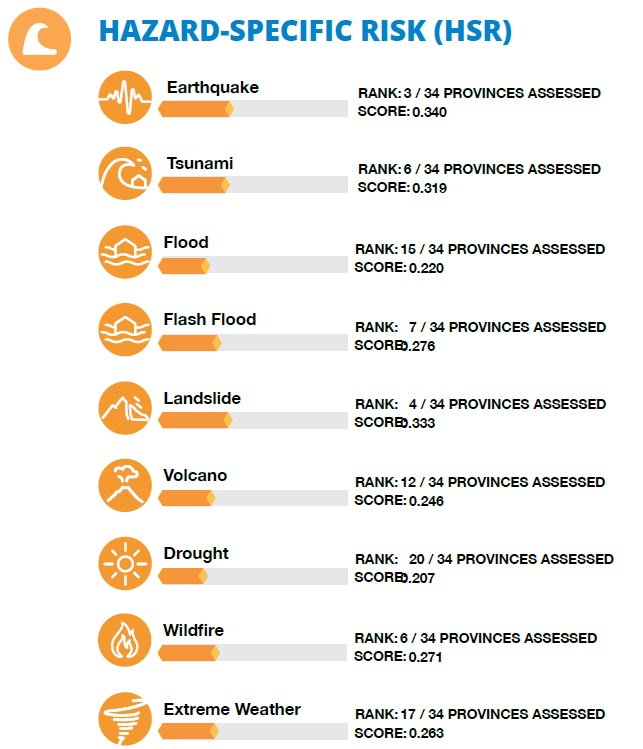 HAZARD-SPECIFIC RISK (HSR)
Earthquake
RANK: 3 / 34 PROVINCES ASSESSED
SCORE: 0.340
Tsunami
RANK: 6 / 34 PROVINCES ASSESSED
SCORE: 0.319
Flood
RANK: 15 / 34 PROVINCES ASSESSED
SCORE: 0.220
Flash Flood
RANK: 7 / 34 PROVINCES ASSESSED
SCORE: 0.276
Landslide
RANK: 4 / 34 PROVINCES ASSESSED
SCORE: 0.333
Volcano
RANK: 12 / 34 PROVINCES ASSESSED
SCORE: 0.246
Drought
RANK: 20 / 34 PROVINCES ASSESSED
SCORE: 0.207
Wildfire
RANK: 6 / 34 PROVINCES ASSESSED
SCORE: 0.271
Extreme Weather
RANK: 17 / 34 PROVINCES ASSESSED
SCORE: 0.263